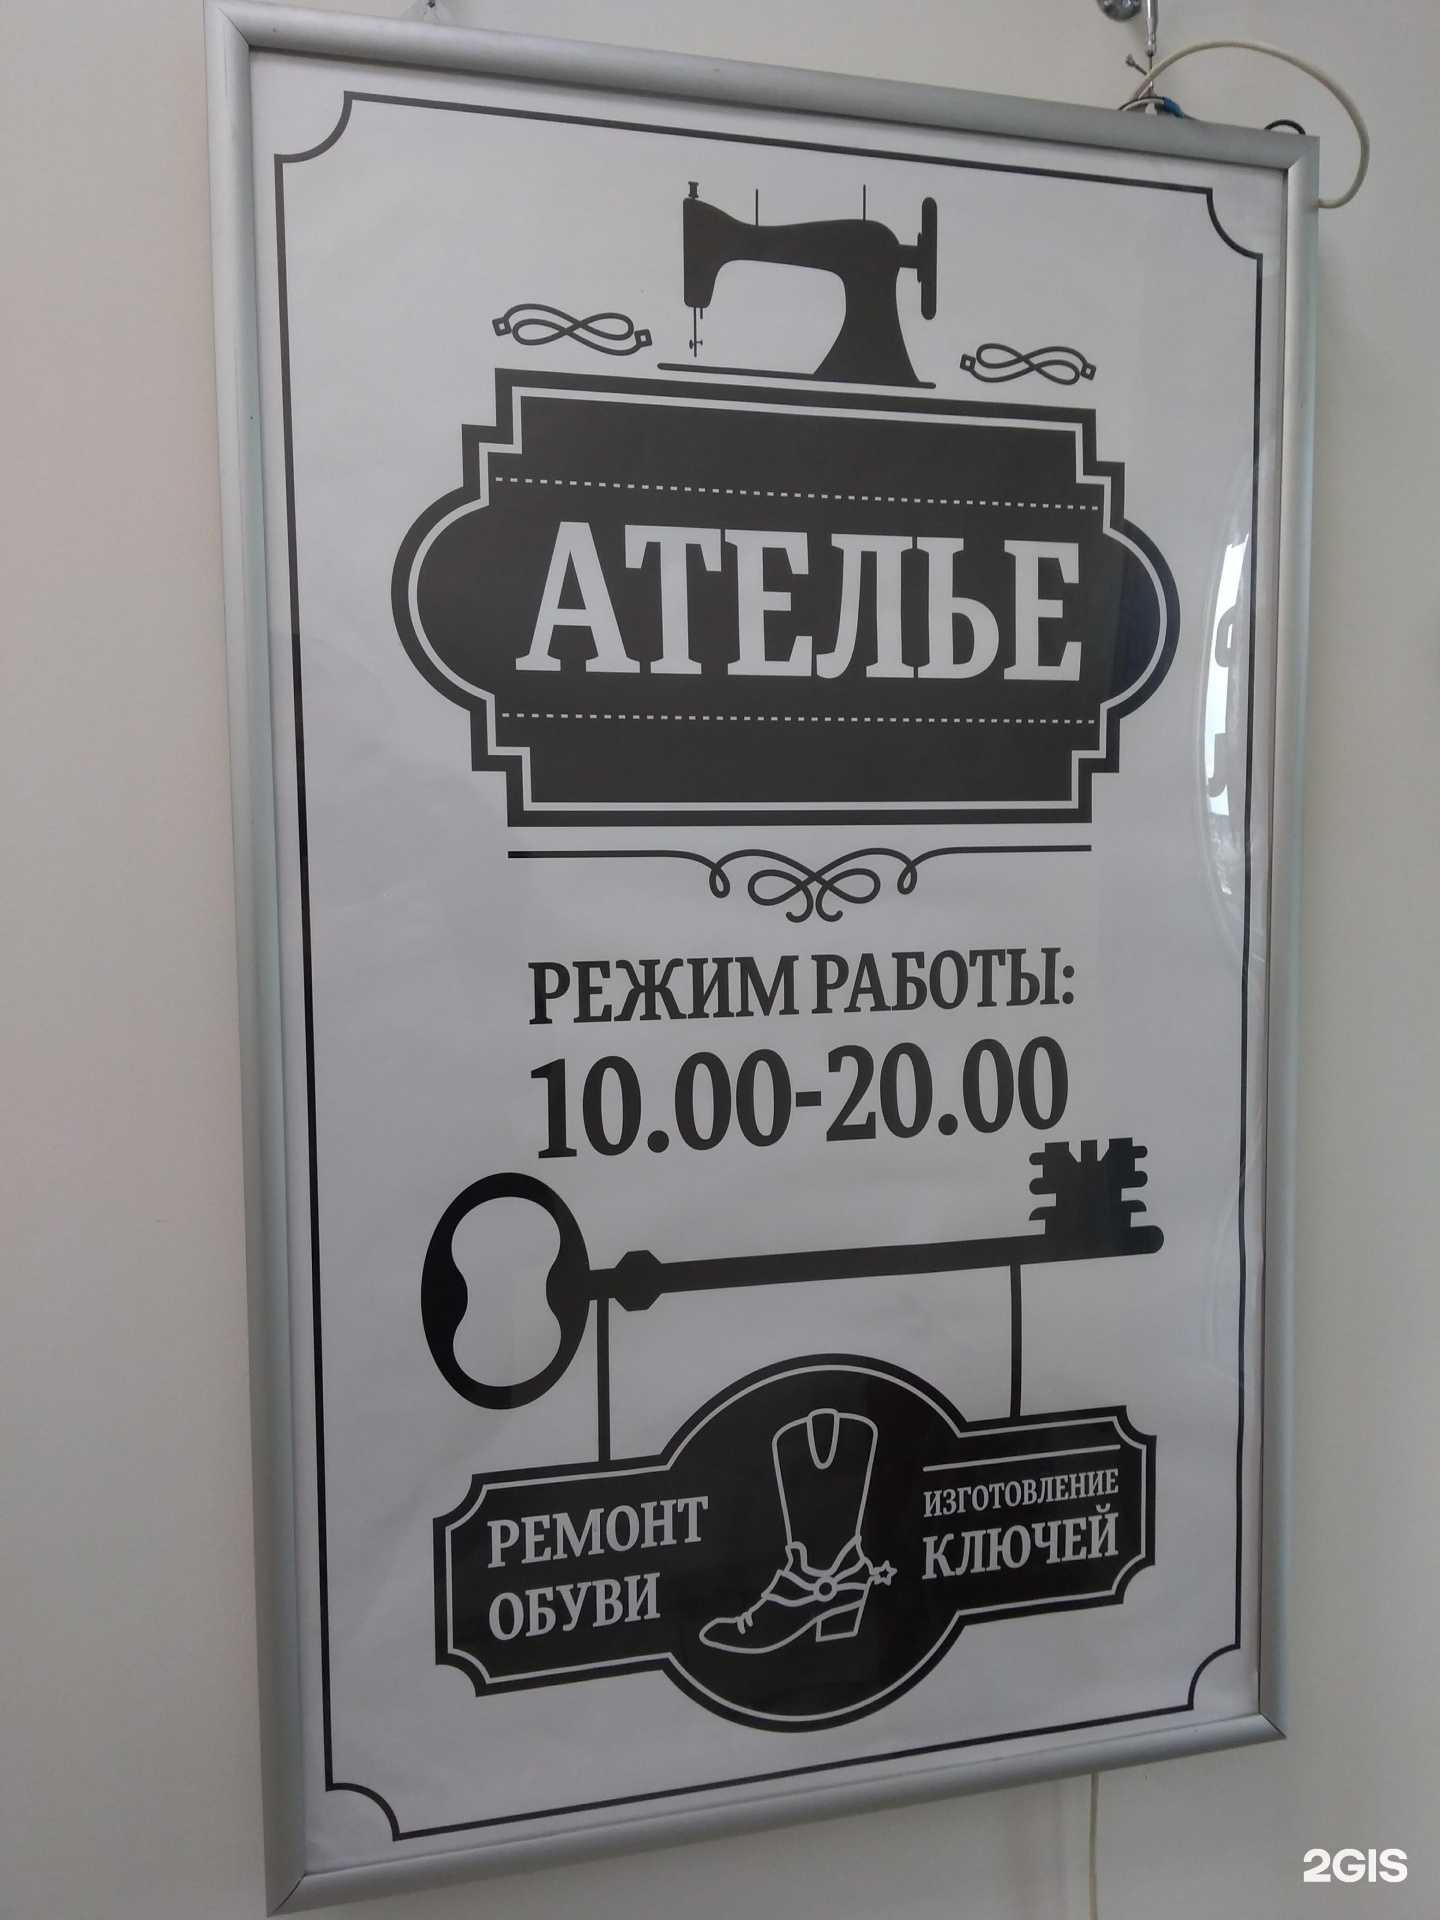 АТЕЛЬЕ
РЕЖИМ РАБОТЫ:
10.00-20.00
РЕМОНТ
ОБУВИ
ИЗГОТОВЛЕНИЕ
КЛЮЧЕЙ
2GIS